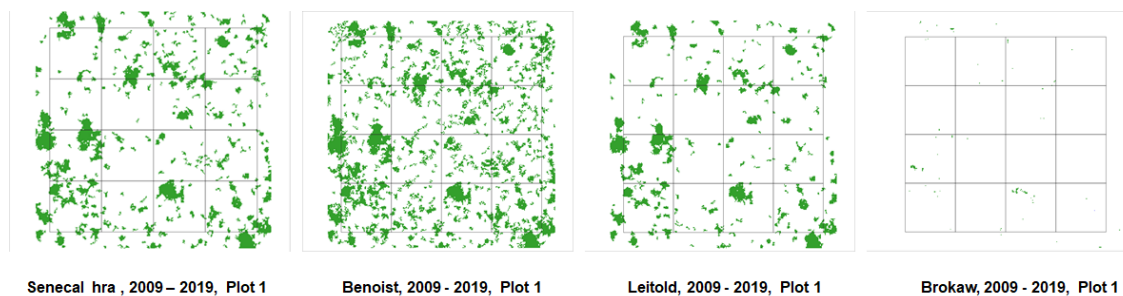 Senecal hra , 2009 – 2019, Plot 1
Benoist, 2009 - 2019, Plot 1
Leitold, 2009 - 2019, Plot 1
Brokaw, 2009 - 2019, Plot 1